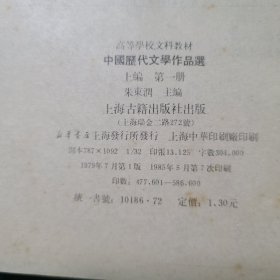 高等學校文科教材
中國歷代文學作品選
上編 第一册
朱東潤 主編
上海古籍出版社出版
(上海瑞金二路272號)
新華書店上海發行所發行 上海中華印刷廠印刷
開本787×1092 1/32 印張13.125 字數304,000
1979年7月第1版 1985年5月第7次印刷
印數：477,601—586,600
統一書號：10186·72 定價：1.30元